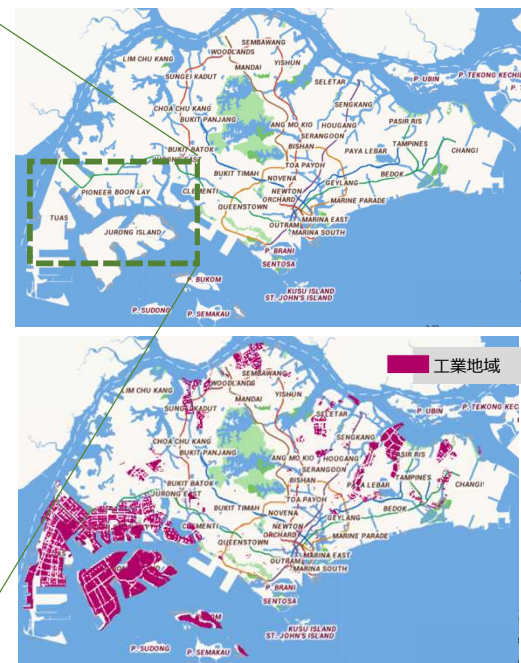 SEMBAWANG
WOODLANDS
LIM CHU KANG
MANDAI
YISHUN
SUNGEI KADUT
SELETAR
P. UBIN
P. TEKONG KECHI
P.
CHOA CHU KANG
SENGKANG
PASIR RIS
BUKIT PANJANG
ANG MO KIO
HOUGANG
SERANGOON
TAMPINES
BUKIT BATOK
BISHAN
PAYA LEBAR
CHANGI
JURONG EAST
TOA PAYOH
BUKIT TIMAH
NOVENA
BEDOK
PIONEER BOON LAY
CLEMENTI
GEYLANG
NEWTON
QUEENSTOWN
ORCHARD
MARINE PARADE
TUAS
OUTRAM
MARINA EAST
JURONG ISLAND
MARINA SOUTH
P. BRANI
SENTOSA
P. BUKOM
KUSU ISLAND
ST. JOHN'S ISLAND
P. SUDONG
P. SEMAKAU
工業地域
SEMBAWANG
WOODLANDS
LIM CHU KANG
MANDAI
YISHUN
KADUT
SELETAR
P. UBIN
P. TEKONG KEC
CHOA CHU KANG
SENGKANG
ASIR RIS
BUKIT PANJANG
ANG MO KIO
HOUGANG
SERANGOON
TAMPINES
BUKIT BATOK
BISHAN
LEBAR
CHANGI
JURONG EAST
TOA PAYOH
BUKIT TIMAH
NOVENA
BEDOK
GEYLANG
NEWTON
QUEENSTOWN
ORCHARD
MARINE PARADE
OUTRAM
MARINA EAST
MARINA SOUTH
P. BRANI
SENTOSA
KUSU ISLAND
ST. JOHN'S ISLAND
P. SUDONG
P. SEMAKAU